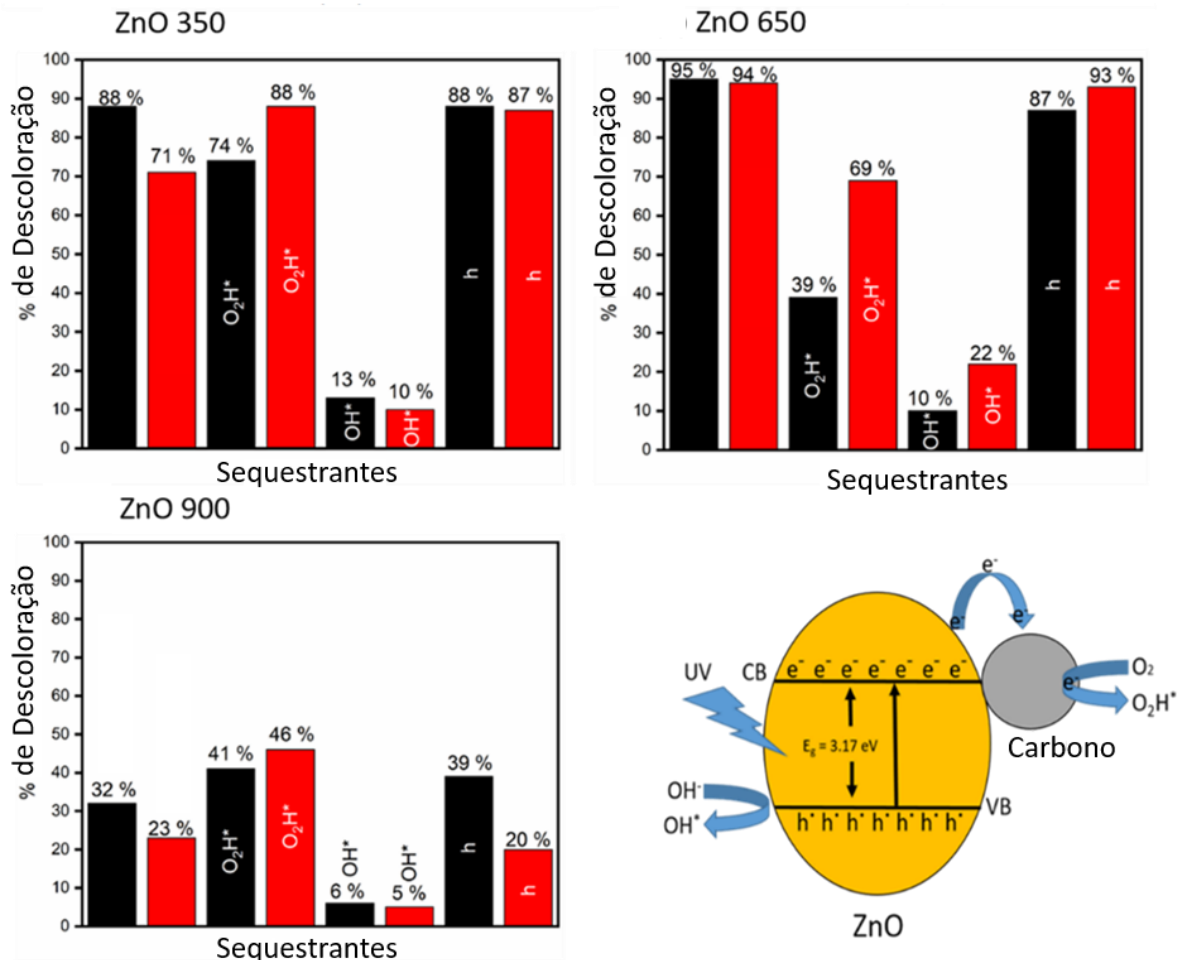 ZnO 350
% de Descoloração
100
90
80
70
60
50
40
30
20
10
0
88 %
71 %
74 %
88 %
13 %
10 %
88 %
87 %
O₂H*
O₂H*
OH*
OH*
h
h
Sequestrantes
) ZnO 650
% de Descoloração
100
90
80
70
60
50
40
30
20
10
0
95 %
94 %
39 %
69 %
10 %
22 %
87 %
93 %
O₂H*
O₂H*
OH*
OH*
h
h
Sequestrantes
ZnO 900
% de Descoloração
100
90
80
70
60
50
40
30
20
10
0
32 %
23 %
41 %
46 %
6 %
5 %
39 %
20 %
O₂H*
O₂H*
OH*
OH*
h
h
Sequestrantes
e⁻
e⁻ e⁻
UV CB e⁻ e⁻ e⁻ e⁻ e⁻ e⁻ e⁻
e⁻ O₂
O₂H*
Carbono
E_g = 3.17 eV
OH⁻
VB
OH*
h⁺ h⁺ h⁺ h⁺ h⁺ h⁺ h⁺
ZnO